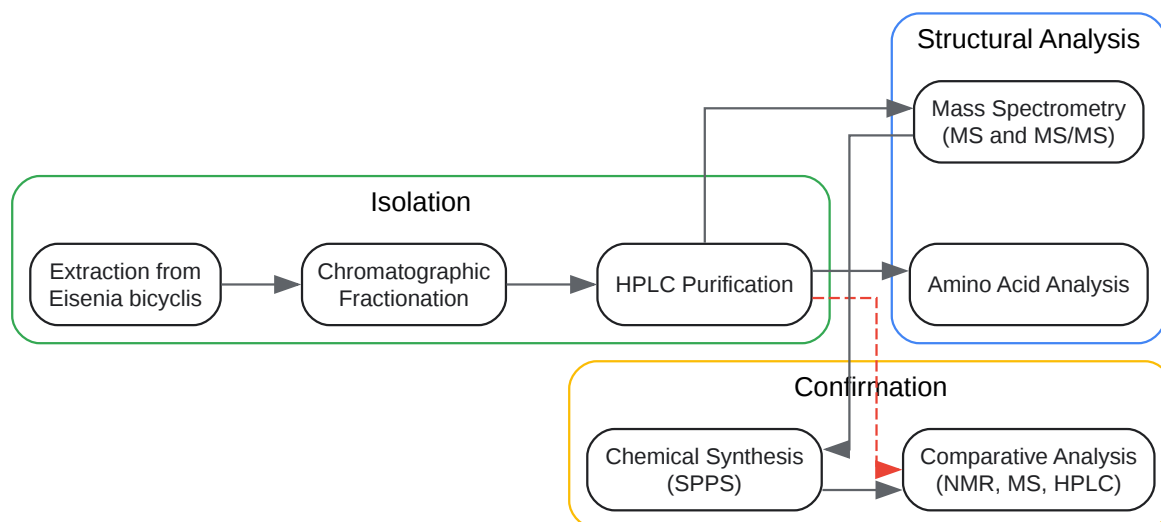 Structural Analysis
Mass Spectrometry
(MS and MS/MS)
Isolation
Extraction from
Eisenia bicyclis
Chromatographic
Fractionation
HPLC Purification
Amino Acid Analysis
Confirmation
Chemical Synthesis
(SPPS)
Comparative Analysis
(NMR, MS, HPLC)